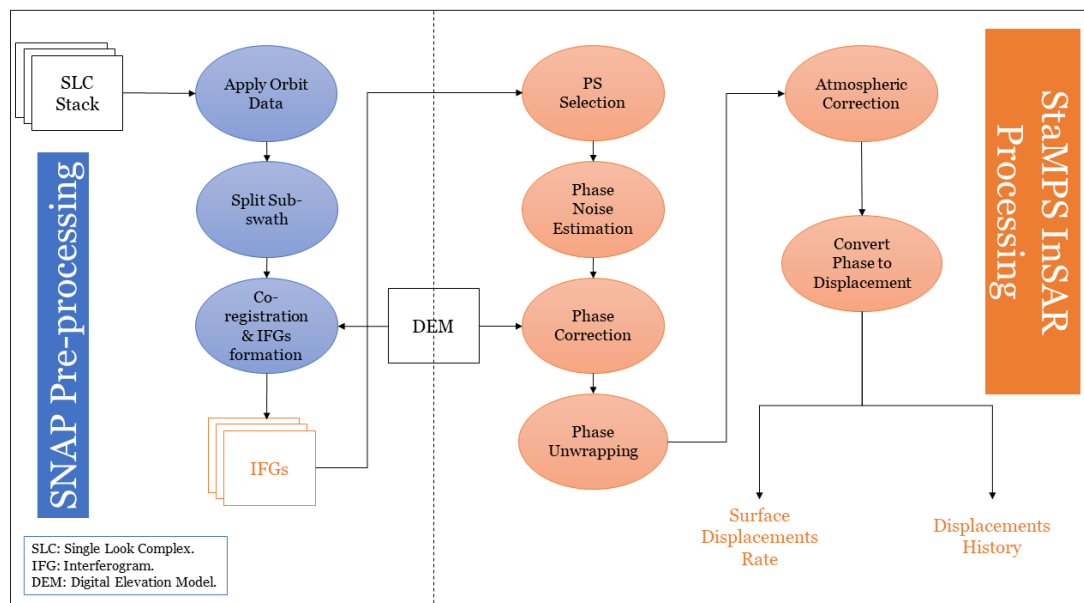 SLC
Stack
Apply Orbit
Data
Split Sub-
swath
Co-
registration
& IFGs
formation
IFGs
SNAP Pre-processing
SLC: Single Look Complex.
IFG: Interferogram.
DEM: Digital Elevation Model.
DEM
PS
Selection
Phase
Noise
Estimation
Phase
Correction
Phase
Unwrapping
Atmospheric
Correction
Convert
Phase to
Displacement
Surface
Displacements
Rate
Displacements
History
StaMPS InSAR
Processing